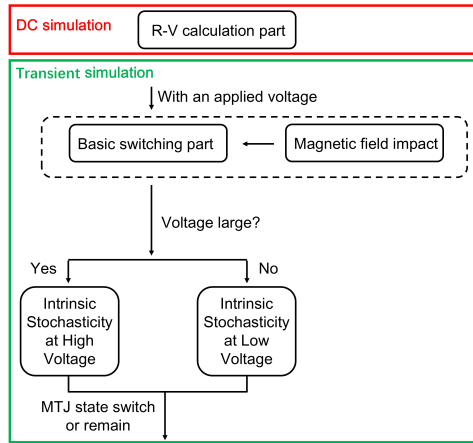 DC simulation
R-V calculation part
Transient simulation
With an applied voltage
Basic switching part
Magnetic field impact
Voltage large?
Yes
No
Intrinsic
Stochasticity
at High
Voltage
Intrinsic
Stochasticity
at Low
Voltage
MTJ state switch
or remain